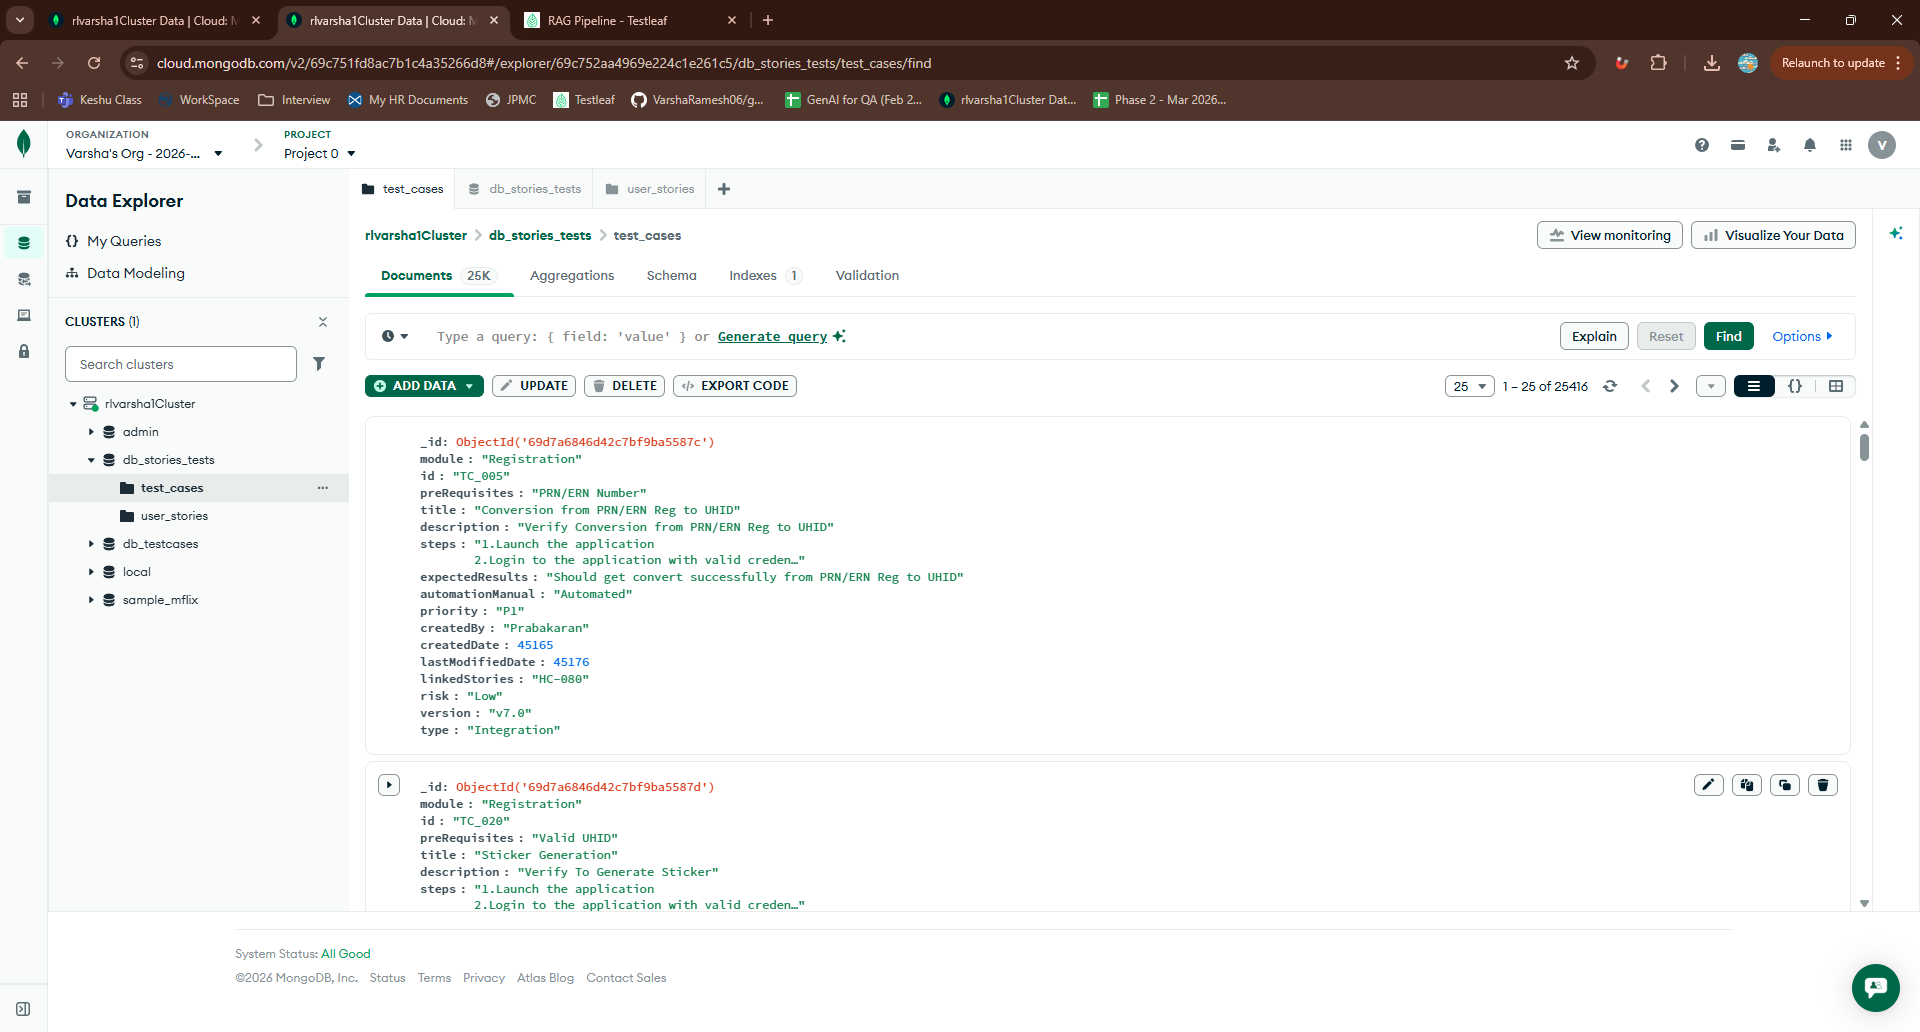 rlvarsha1Cluster Data | Cloud: M
rlvarsha1Cluster Data | Cloud: M
RAG Pipeline - Testleaf
cloud.mongodb.com/v2/69c751fd8ac7b1c4a35266d8#/explorer/69c752aa4969e224c1e261c5/db_stories_tests/test_cases/find
Relaunch to update
Keshu Class
WorkSpace
Interview
My HR Documents
JPMC
Testleaf
VarshaRamesh06/g...
GenAI for QA (Feb 2...
rlvarsha1Cluster Dat...
Phase 2 - Mar 2026...
ORGANIZATION
Varsha's Org - 2026-...
PROJECT
Project 0
V
Data Explorer
My Queries
Data Modeling
CLUSTERS (1)
Search clusters
rlvarsha1Cluster
admin
db_stories_tests
test_cases
user_stories
db_testcases
local
sample_mflix
test_cases
db_stories_tests
user_stories
rlvarsha1Cluster > db_stories_tests > test_cases
View monitoring
Visualize Your Data
Documents 25K
Aggregations
Schema
Indexes 1
Validation
Type a query: { field: 'value' } or Generate query
Explain
Reset
Find
Options
ADD DATA
UPDATE
DELETE
EXPORT CODE
25
1 – 25 of 25416
_id: ObjectId('69d7a6846d42c7bf9ba5587c')
module : "Registration"
id : "TC_005"
preRequisites : "PRN/ERN Number"
title : "Conversion from PRN/ERN Reg to UHID"
description : "Verify Conversion from PRN/ERN Reg to UHID"
steps : "1.Launch the application
2.Login to the application with valid creden…"
expectedResults : "Should get convert successfully from PRN/ERN Reg to UHID"
automationManual : "Automated"
priority : "P1"
createdBy : "Prabakaran"
createdDate : 45165
lastModifiedDate : 45176
linkedStories : "HC-080"
risk : "Low"
version : "v7.0"
type : "Integration"
_id: ObjectId('69d7a6846d42c7bf9ba5587d')
module : "Registration"
id : "TC_020"
preRequisites : "Valid UHID"
title : "Sticker Generation"
description : "Verify To Generate Sticker"
steps : "1.Launch the application
2.Login to the application with valid creden…"
System Status: All Good
©2026 MongoDB, Inc.
Status
Terms
Privacy
Atlas Blog
Contact Sales